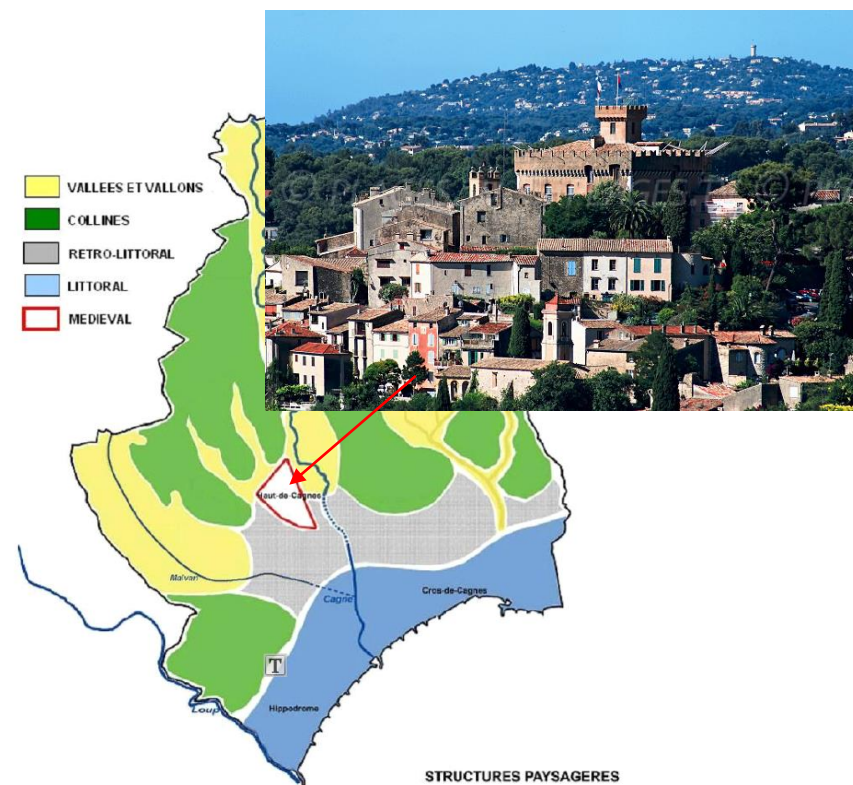 VALLEES ET VALLONS
COLLINES
RETRO-LITTORAL
LITTORAL
MEDIEVAL
Haut-de-Cagnes
Malvan
Cagne
Cros-de-Cagnes
T
Hippodrome
Loup
STRUCTURES PAYSAGERES